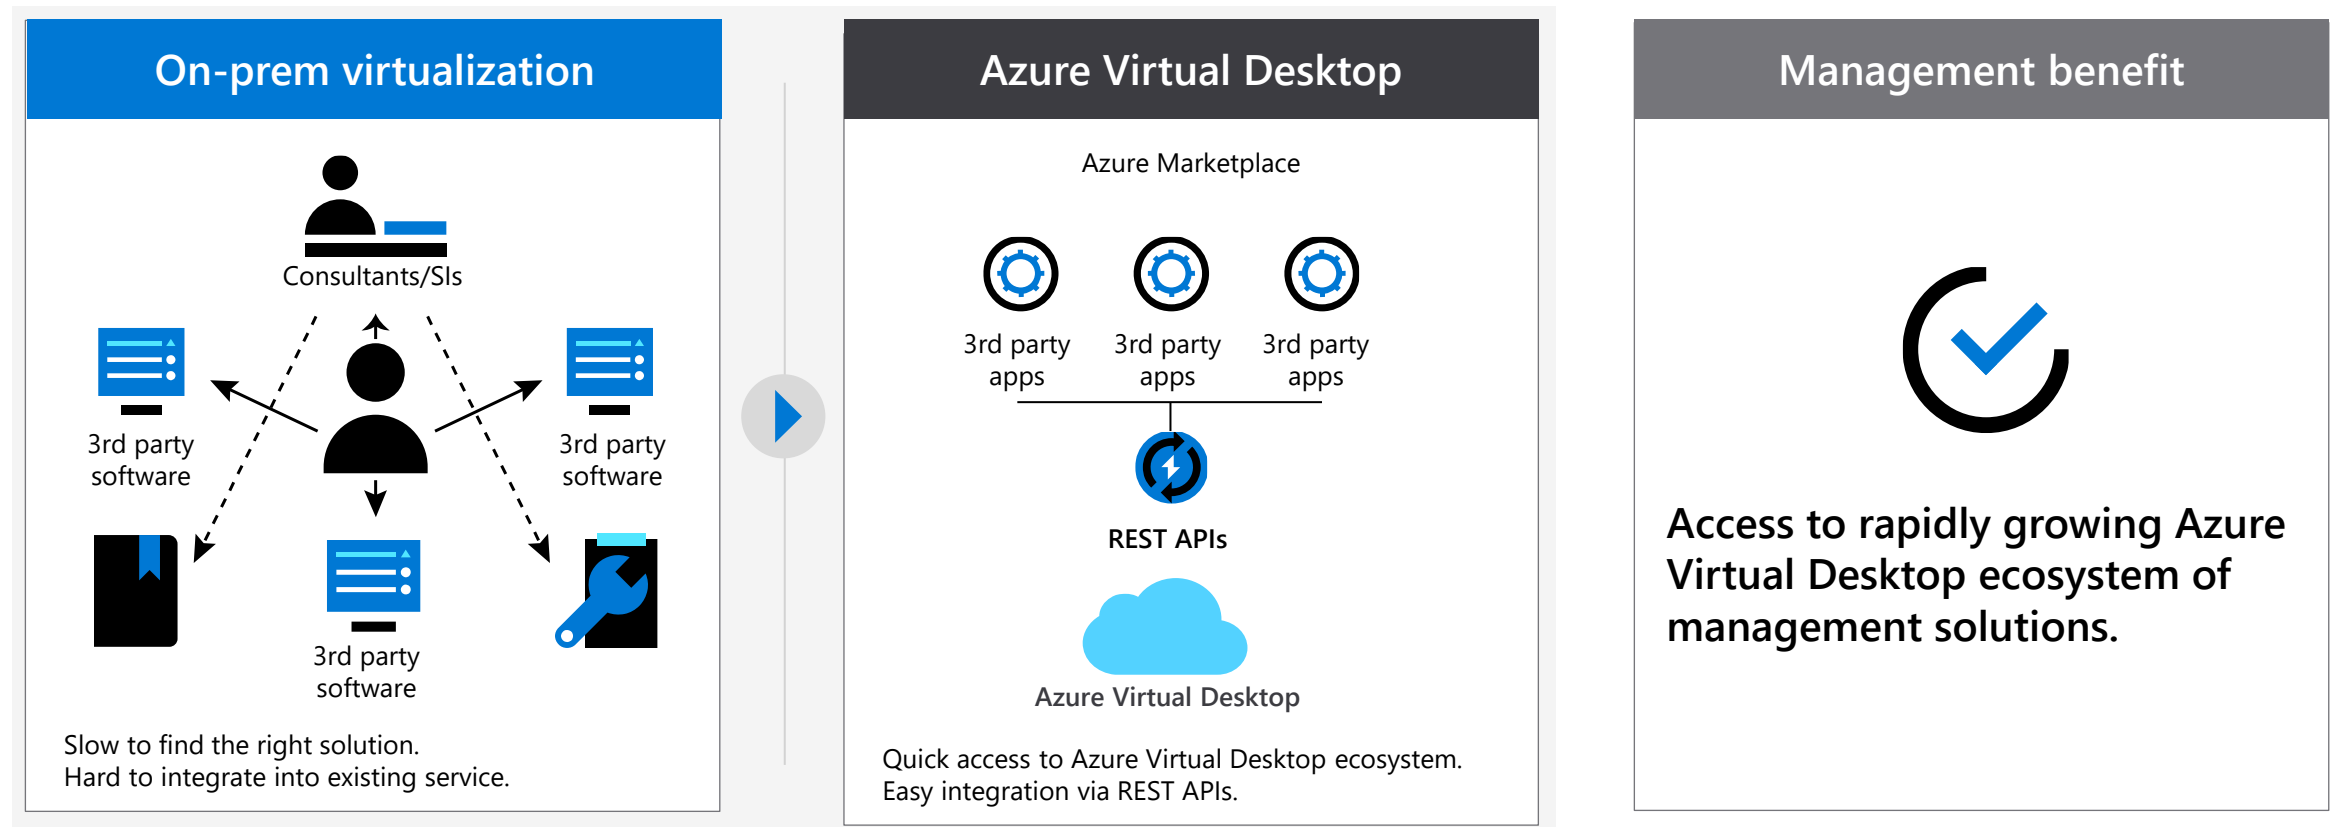 On-prem virtualization
Consultants/SIs
3rd party
software
3rd party
software
3rd party
software
Slow to find the right solution.
Hard to integrate into existing service.
Azure Virtual Desktop
Azure Marketplace
3rd party
apps
3rd party
apps
3rd party
apps
REST APIs
Azure Virtual Desktop
Quick access to Azure Virtual Desktop ecosystem.
Easy integration via REST APIs.
Management benefit
Access to rapidly growing Azure
Virtual Desktop ecosystem of
management solutions.